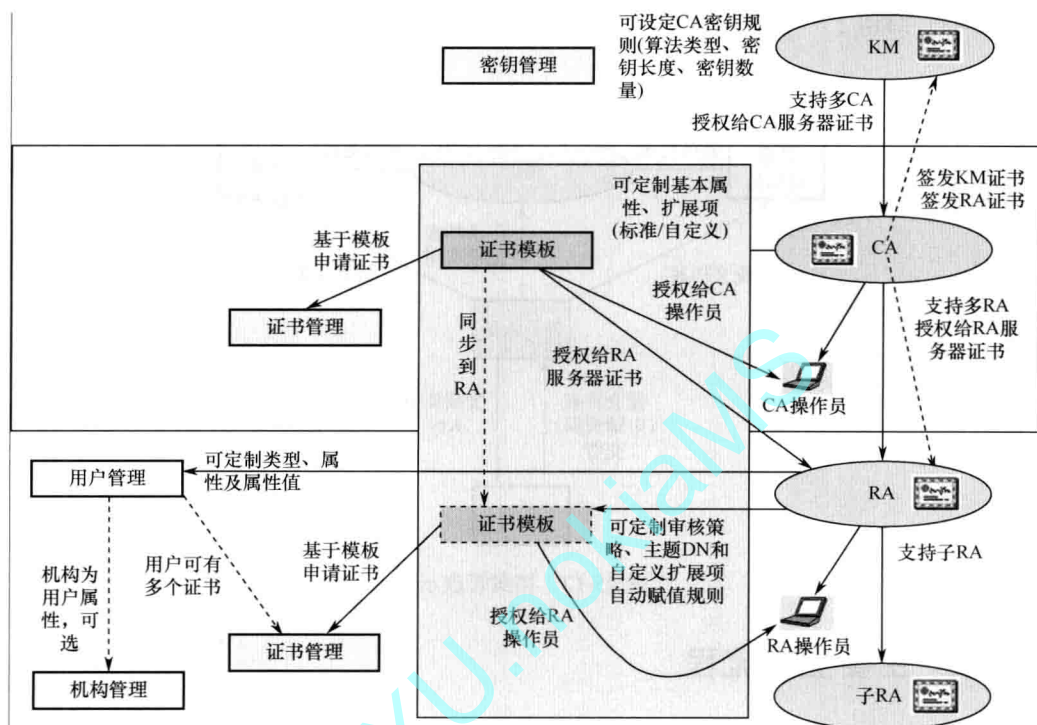 可设定CA密钥规
则(算法类型、密
钥长度、密钥数
量)
密钥管理
KM
支持多CA
授权给CA服务器证书
签发KM证书
签发RA证书
可定制基本属
性、扩展项
(标准/自定义)
基于模板
申请证书
证书模板
CA
证书管理
同
步
到
RA
授权给CA
操作员
授权给RA
服务器证书
支持多RA
授权给RA服
务器证书
CA操作员
用户管理
可定制类型、属
性及属性值
RA
证书模板
可定制审核策
略、主题DN和
自定义扩展项
自动赋值规则
支持子RA
机构为
用户属
性，可
选
用户可有
多个证书
基于模板
申请证书
授权给RA
操作员
RA操作员
证书管理
机构管理
子RA
YU.nokiaMS